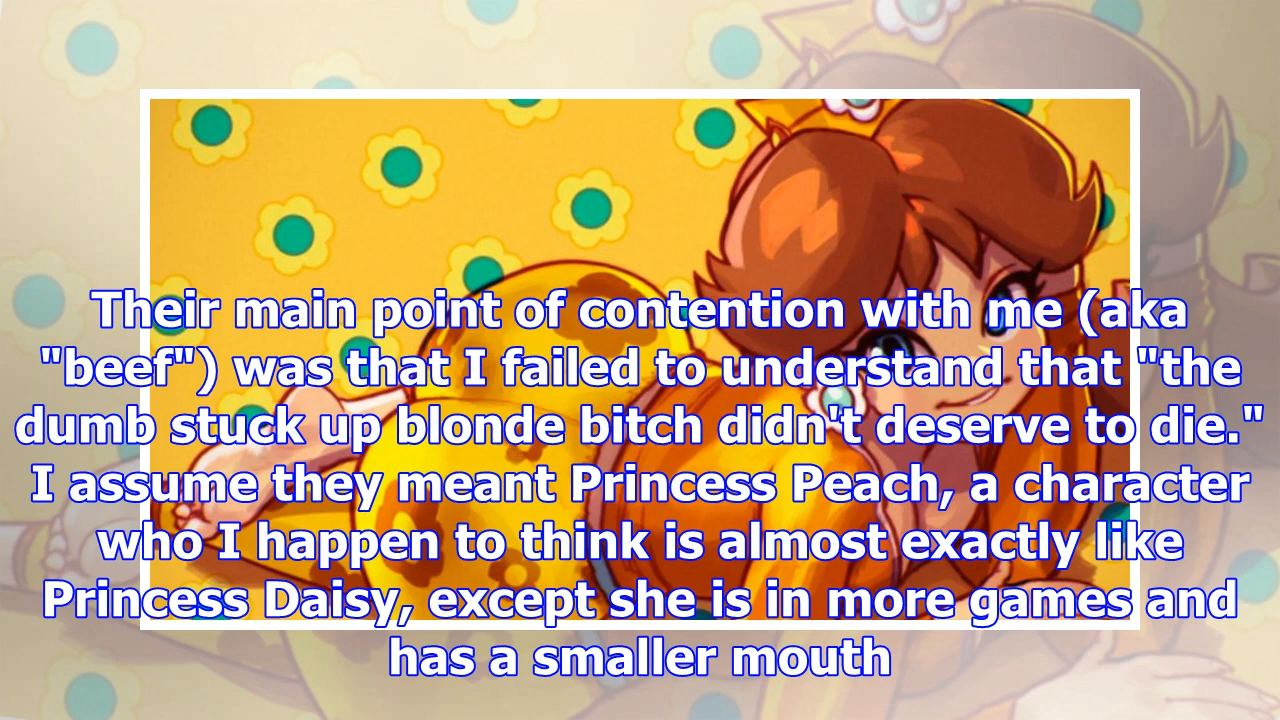 Their main point of contention with me (aka
"beef") was that I failed to understand that "the
dumb stuck up blonde bitch didn't deserve to die."
I assume they meant Princess Peach, a character
who I happen to think is almost exactly like
Princess Daisy, except she is in more games and
has a smaller mouth